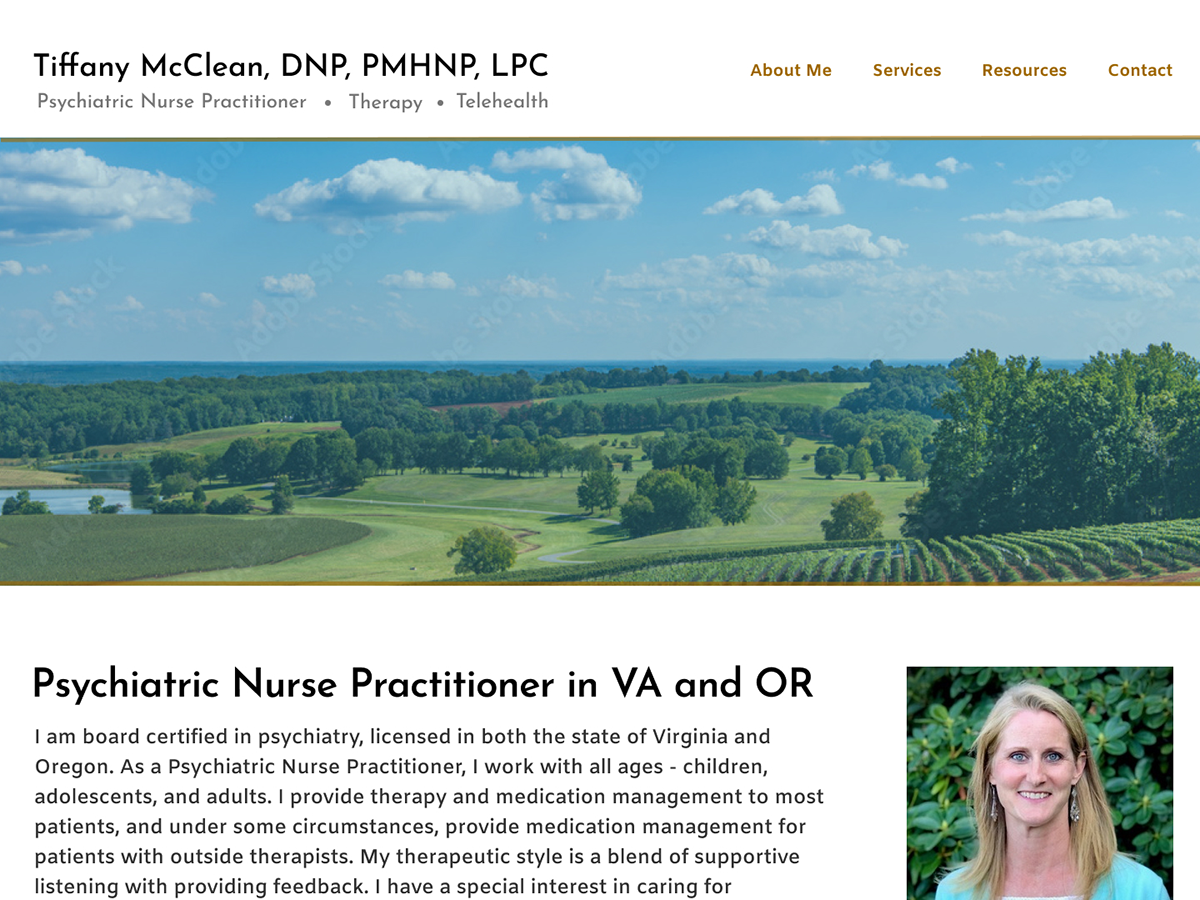 Tiffany McClean, DNP, PMHNP, LPC
Psychiatric Nurse Practitioner • Therapy • Telehealth
About Me Services Resources Contact
Adobe Stock
Psychiatric Nurse Practitioner in VA and OR
I am board certified in psychiatry, licensed in both the state of Virginia and
Oregon. As a Psychiatric Nurse Practitioner, I work with all ages - children,
adolescents, and adults. I provide therapy and medication management to most
patients, and under some circumstances, provide medication management for
patients with outside therapists. My therapeutic style is a blend of supportive
listening with providing feedback. I have a special interest in caring for